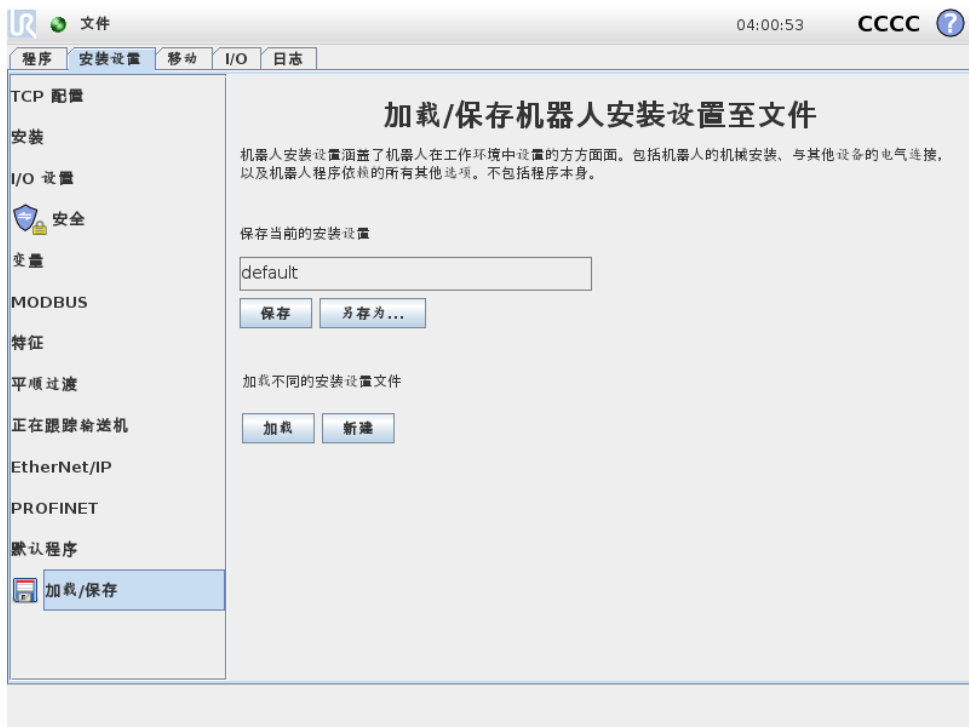 UR 文件 04:00:53 CCCC ?
程序 安装设置 移动 I/O 日志
TCP 配置
安装
I/O 设置
安全
变量
MODBUS
特征
平顺过渡
正在跟踪输送机
EtherNet/IP
PROFINET
默认程序
加载/保存
加载/保存机器人安装设置至文件
机器人安装设置涵盖了机器人在工作环境中设置的方方面面。包括机器人的机械安装、与其他设备的电气连接,
以及机器人程序依赖的所有其他选项。不包括程序本身。
保存当前的安装设置
default
保存 另存为...
加载不同的安装设置文件
加载 新建